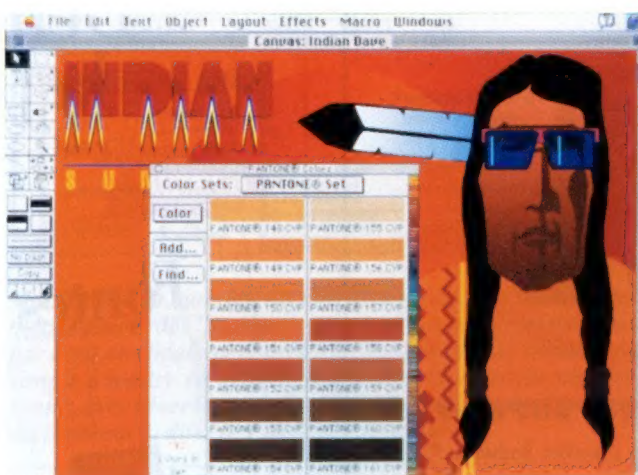 File Edit Text Object Layout Effects Macro Windows
Canvas: Indian Dave
INDIAN
S U
PANTONE® Colors
Color Sets: PANTONE® Set
Color
PANTONE® 148 CVP PANTONE® 155 CVP
Add...
PANTONE® 149 CVP PANTONE® 156 CVP
Find...
PANTONE® 150 CVP PANTONE® 157 CVP
No Dash
Copy
PANTONE® 151 CVP PANTONE® 158 CVP
PANTONE® 152 CVP PANTONE® 159 CVP
PANTONE® 153 CVP PANTONE® 160 CVP
PANTONE® 154 CVP PANTONE® 161 CVP